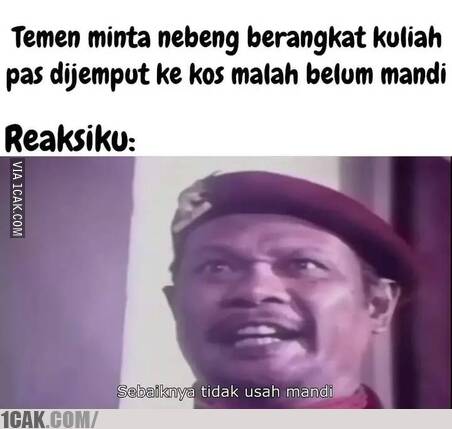 Temen minta nebeng berangkat kuliah
pas dijemput ke kos malah belum mandi
Reaksiku:
VIA 1CAK.COM
Sebaiknya tidak usah mandi
1CAK.COM/